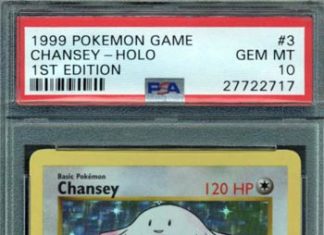 1999 POKEMON GAME #3
CHANSEY – HOLO GEM MT
1ST EDITION 10
PSA 27722717
Basic Pokémon
Chansey 120 HP